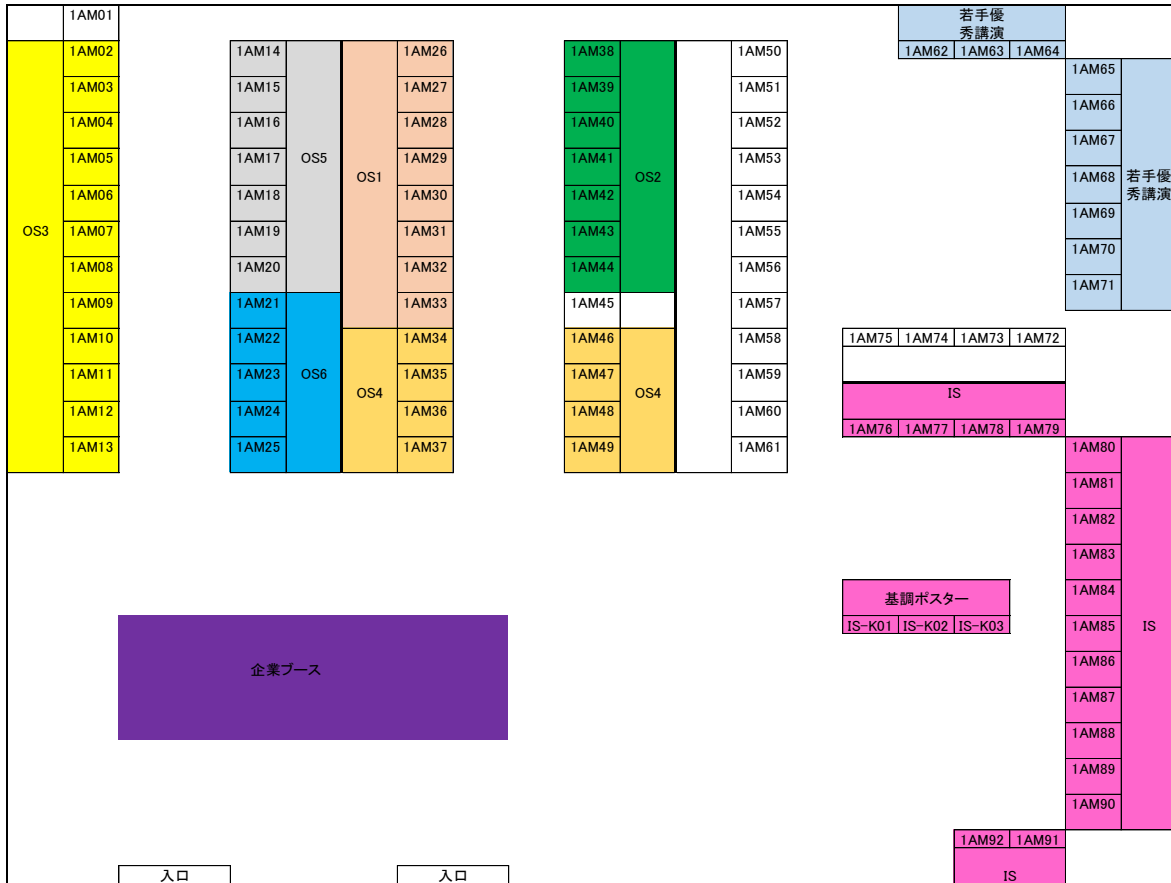 1AM01
若手優
秀講演
1AM14 1AM26 1AM38 1AM50 1AM62 1AM63 1AM64
1AM02
1AM65
1AM03 1AM15 1AM27 1AM39 1AM51
1AM66
1AM04 1AM16 1AM28 1AM40 1AM52
1AM67
1AM05 1AM17 OS5 1AM29 1AM41 1AM53
OS1 OS2
1AM68 若手優
秀講演
1AM06 1AM18 1AM30 1AM42 1AM54
1AM69
OS3 1AM07 1AM19 1AM31 1AM43 1AM55
1AM70
1AM08 1AM20 1AM32 1AM44 1AM56
1AM71
1AM09 1AM21 1AM33 1AM45 1AM57
1AM10 1AM22 1AM34 1AM46 1AM58 1AM75 1AM74 1AM73 1AM72
1AM11 1AM23 OS6 1AM35 1AM47 1AM59
OS4 OS4 IS
1AM12 1AM24 1AM36 1AM48 1AM60
1AM76 1AM77 1AM78 1AM79
1AM13 1AM25 1AM37 1AM49 1AM61 1AM80
1AM81
1AM82
1AM83
基調ポスター 1AM84
IS-K01 IS-K02 IS-K03 1AM85 IS
企業ブース 1AM86
1AM87
1AM88
1AM89
1AM90
1AM92 1AM91
入口 入口 IS